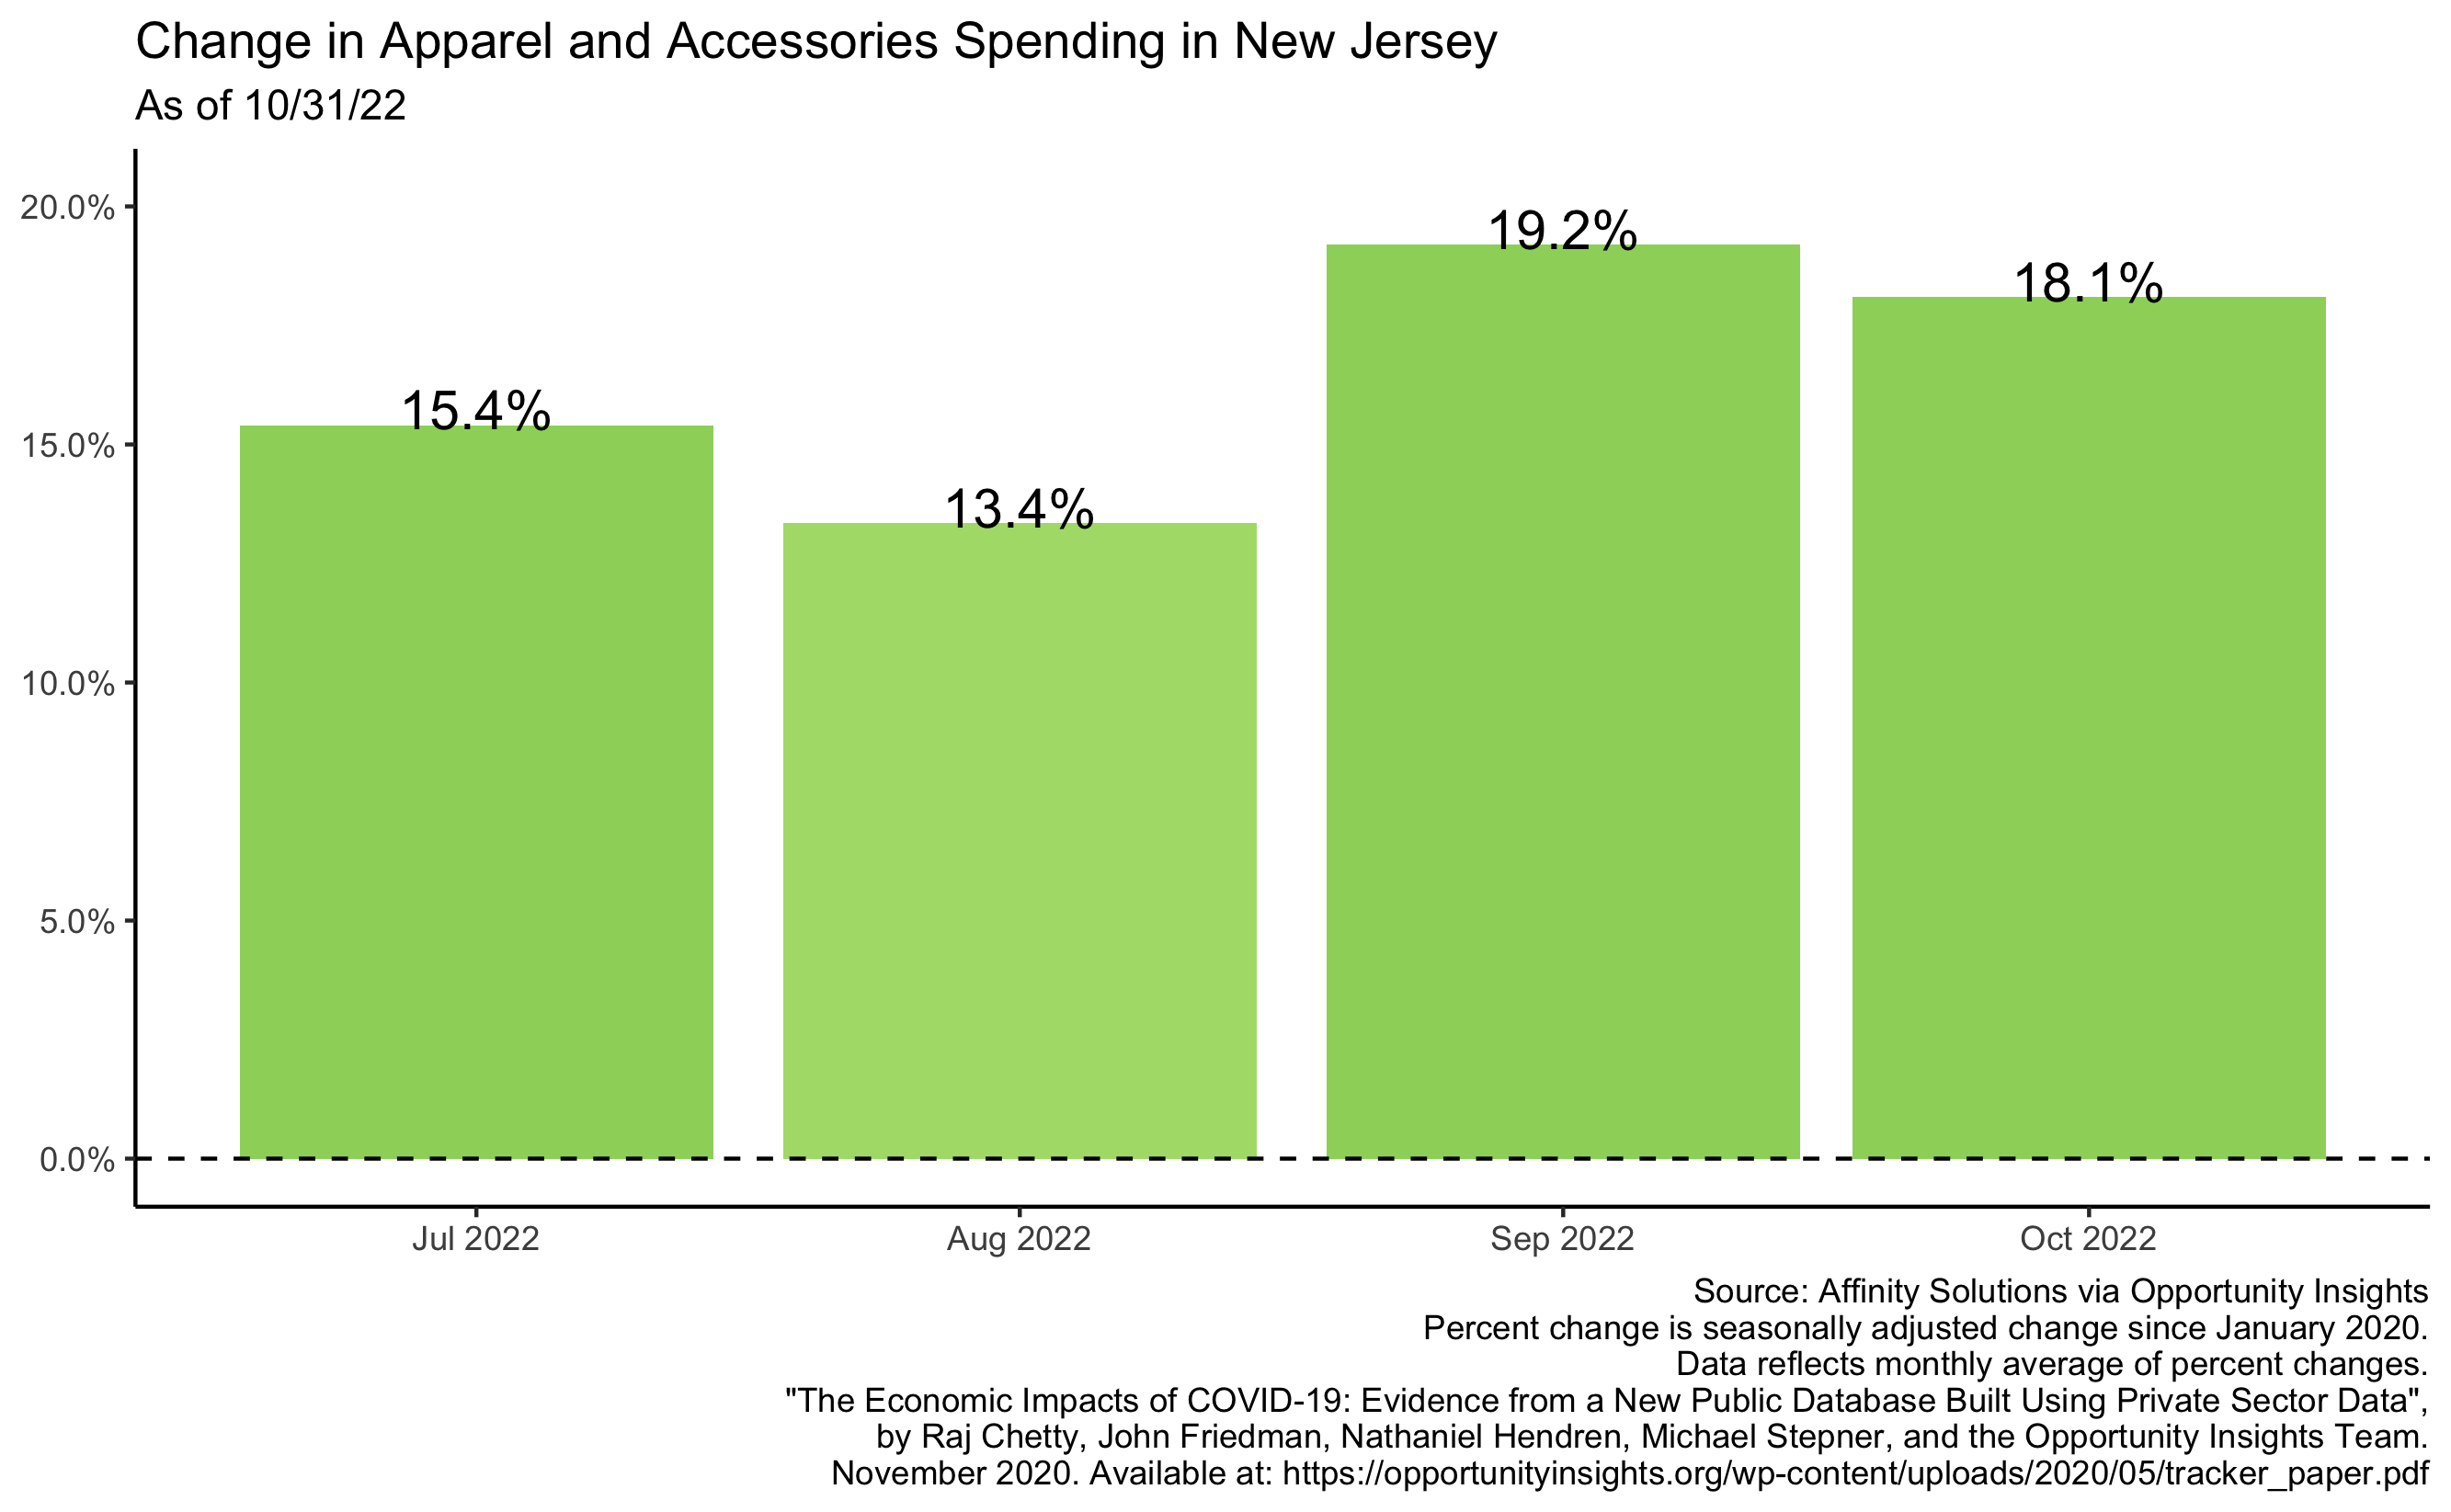 Change in Apparel and Accessories Spending in New Jersey
As of 10/31/22
20.0%
15.0%
10.0%
5.0%
0.0%
15.4%
13.4%
19.2%
18.1%
Jul 2022
Aug 2022
Sep 2022
Oct 2022
Source: Affinity Solutions via Opportunity Insights
Percent change is seasonally adjusted change since January 2020.
Data reflects monthly average of percent changes.
"The Economic Impacts of COVID-19: Evidence from a New Public Database Built Using Private Sector Data",
by Raj Chetty, John Friedman, Nathaniel Hendren, Michael Stepner, and the Opportunity Insights Team.
November 2020. Available at: https://opportunityinsights.org/wp-content/uploads/2020/05/tracker_paper.pdf